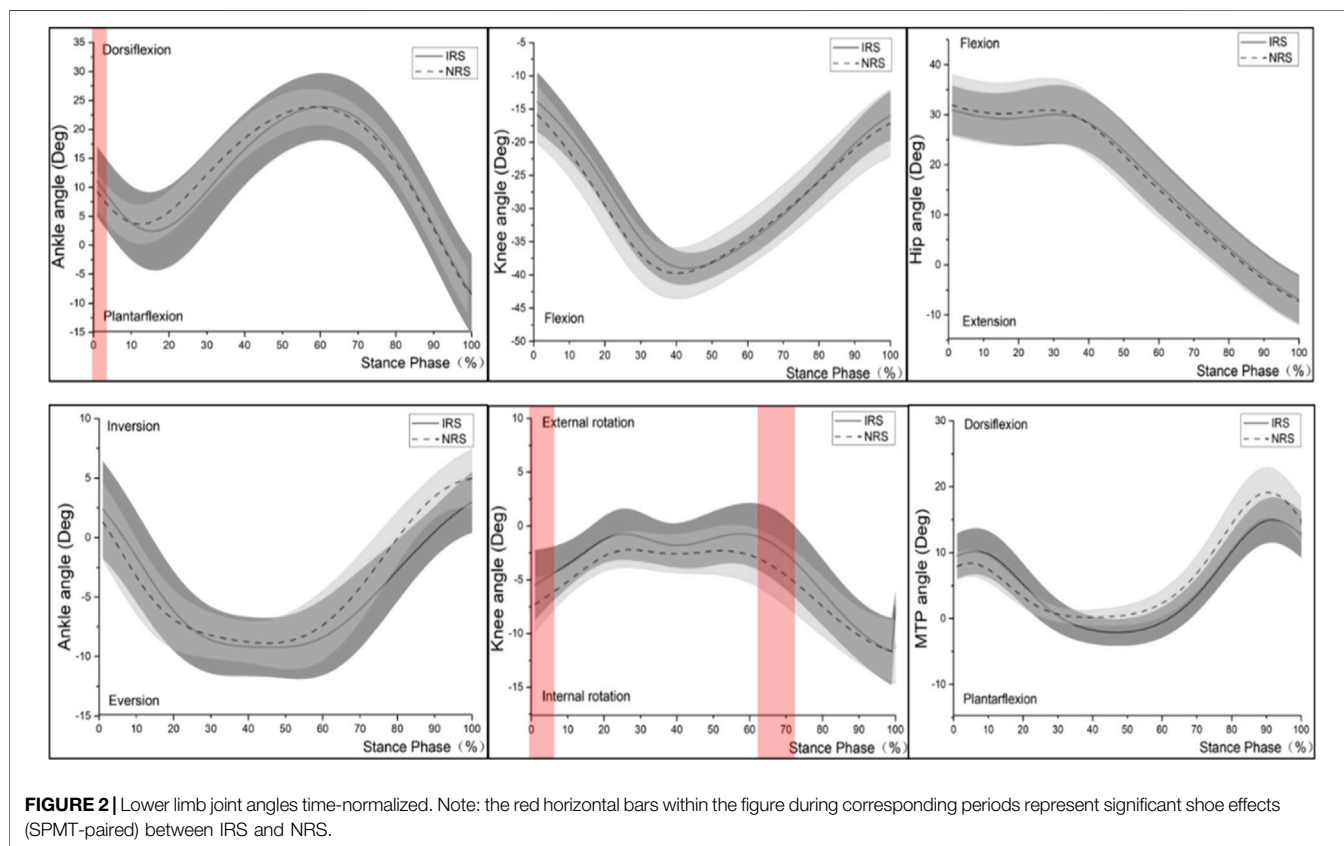 Dorsiflexion
IRS
NRS
Ankle angle (Deg)
35
30
25
20
15
10
5
0
-5
-10
-15
Plantarflexion
0 10 20 30 40 50 60 70 80 90 100
Stance Phase (%)
IRS
NRS
Knee angle (Deg)
-5
-10
-15
-20
-25
-30
-35
-40
-45
-50
Flexion
0 10 20 30 40 50 60 70 80 90 100
Stance Phase (%)
Flexion
IRS
NRS
Hip angle (Deg)
40
30
20
10
0
-10
Extension
0 10 20 30 40 50 60 70 80 90 100
Stance Phase (%)
Inversion
IRS
NRS
Ankle angle (Deg)
10
5
0
-5
-10
-15
Eversion
0 10 20 30 40 50 60 70 80 90 100
Stance Phase (%)
External rotation
IRS
NRS
Knee angle (Deg)
10
5
0
-5
-10
-15
Internal rotation
0 10 20 30 40 50 60 70 80 90 100
Stance Phase (%)
Dorsiflexion
IRS
NRS
MTP angle (Deg)
30
20
10
0
-10
Plantarflexion
0 10 20 30 40 50 60 70 80 90 100
Stance Phase (%)
FIGURE 2 | Lower limb joint angles time-normalized. Note: the red horizontal bars within the figure during corresponding periods represent significant shoe effects
(SPMT-paired) between IRS and NRS.